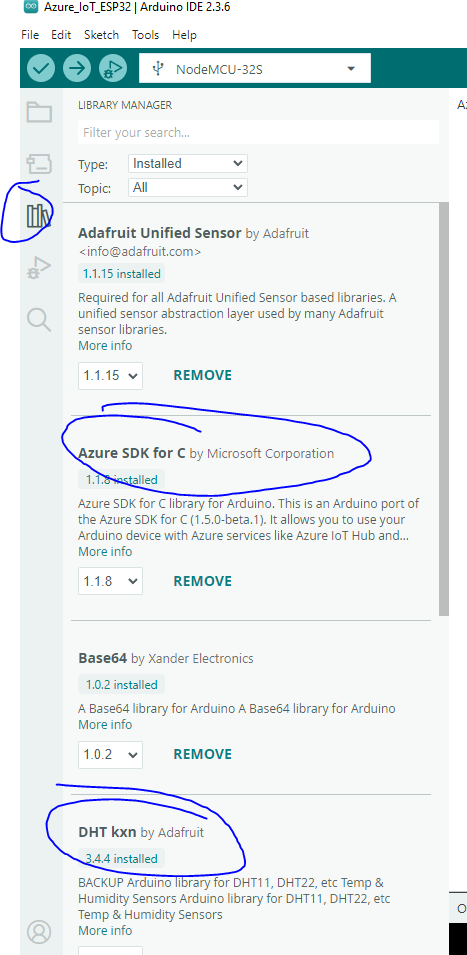 Azure_IoT_ESP32 | Arduino IDE 2.3.6
File Edit Sketch Tools Help
NodeMCU-32S
LIBRARY MANAGER
Filter your search...
Type: Installed
Topic: All
Adafruit Unified Sensor by Adafruit
<info@adafruit.com>
1.1.15 installed
Required for all Adafruit Unified Sensor based libraries. A
unified sensor abstraction layer used by many Adafruit
sensor libraries.
More info
1.1.15 REMOVE
Azure SDK for C by Microsoft Corporation
1.1.8 installed
Azure SDK for C library for Arduino. This is an Arduino port of
the Azure SDK for C (1.5.0-beta.1). It allows you to use your
Arduino device with Azure services like Azure IoT Hub and...
More info
1.1.8 REMOVE
Base64 by Xander Electronics
1.0.2 installed
A Base64 library for Arduino A Base64 library for Arduino
More info
1.0.2 REMOVE
DHT kxn by Adafruit
3.4.4 installed
BACKUP Arduino library for DHT11, DHT22, etc Temp &
Humidity Sensors Arduino library for DHT11, DHT22, etc
Temp & Humidity Sensors
More info